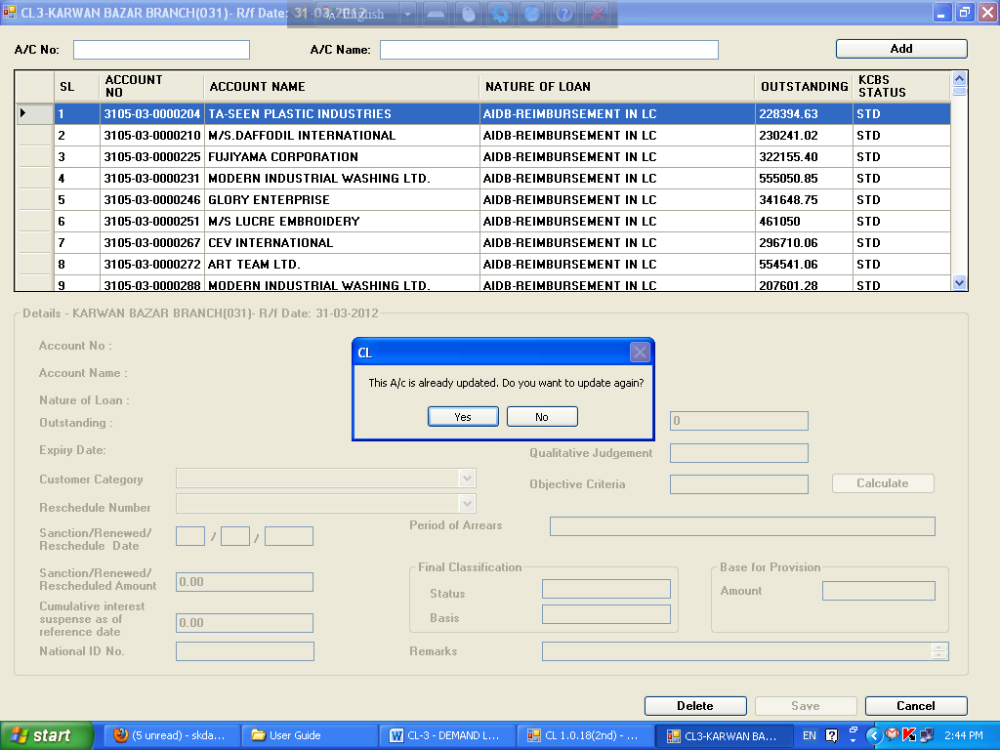 CL3-KARWAN BAZAR BRANCH(031)- R/f Date: 31-03-2012 English
A/C No: A/C Name: Add
SL ACCOUNT NO ACCOUNT NAME NATURE OF LOAN OUTSTANDING KCBS STATUS
1 3105-03-0000204 TA-SEEN PLASTIC INDUSTRIES AIDB-REIMBURSEMENT IN LC 228394.63 STD
2 3105-03-0000210 M/S.DAFFODIL INTERNATIONAL AIDB-REIMBURSEMENT IN LC 230241.02 STD
3 3105-03-0000225 FUJIYAMA CORPORATION AIDB-REIMBURSEMENT IN LC 322155.40 STD
4 3105-03-0000231 MODERN INDUSTRIAL WASHING LTD. AIDB-REIMBURSEMENT IN LC 555050.85 STD
5 3105-03-0000246 GLORY ENTERPRISE AIDB-REIMBURSEMENT IN LC 341648.75 STD
6 3105-03-0000251 M/S LUCRE EMBROIDERY AIDB-REIMBURSEMENT IN LC 461050 STD
7 3105-03-0000267 CEV INTERNATIONAL AIDB-REIMBURSEMENT IN LC 296710.06 STD
8 3105-03-0000272 ART TEAM LTD. AIDB-REIMBURSEMENT IN LC 554541.06 STD
9 3105-03-0000288 MODERN INDUSTRIAL WASHING LTD. AIDB-REIMBURSEMENT IN LC 207601.28 STD
Details - KARWAN BAZAR BRANCH(031)- R/f Date: 31-03-2012
Account No :
Account Name :
Nature of Loan :
Outstanding :
Expiry Date:
Customer Category
Reschedule Number
Sanction/Renewed/
Reschedule Date / /
Sanction/Renewed/
Rescheduled Amount 0.00
Cumulative interest
suspense as of
reference date 0.00
National ID No.
CL
This A/c is already updated. Do you want to update again?
Yes No
0
Qualitative Judgement
Objective Criteria Calculate
Period of Arrears
Final Classification
Status
Basis
Base for Provision
Amount
Remarks
Delete Save Cancel
start (5 unread) - skda... User Guide CL-3 - DEMAND L... CL 1.0.18(2nd) - ... CL3-KARWAN BA... EN 2:44 PM